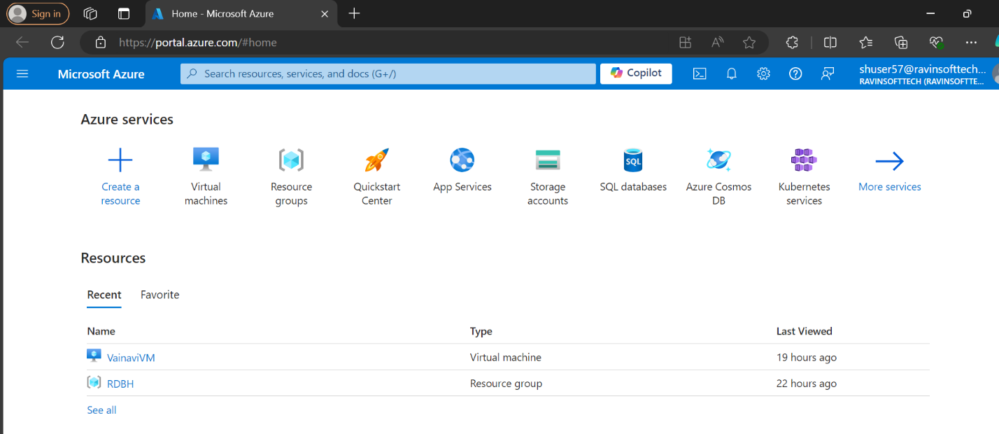 Sign in
Home - Microsoft Azure
https://portal.azure.com/#home
Microsoft Azure
Search resources, services, and docs (G+/)
Copilot
shuser57@ravinsofttech...
RAVINSOFTTECH (RAVINSOFTTE...
Azure services
Create a
resource
Virtual
machines
Resource
groups
Quickstart
Center
App Services
Storage
accounts
SQL
SQL databases
Azure Cosmos
DB
Kubernetes
services
More services
Resources
Recent Favorite
Name Type Last Viewed
VainaviVM Virtual machine 19 hours ago
RDBH Resource group 22 hours ago
See all